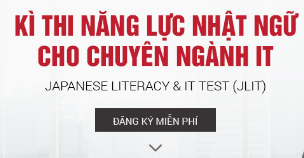 KÌ THI NĂNG LỰC NHẬT NGỮ
CHO CHUYÊN NGÀNH IT
JAPANESE LITERACY & IT TEST (JLIT)
ĐĂNG KÝ MIỄN PHÍ